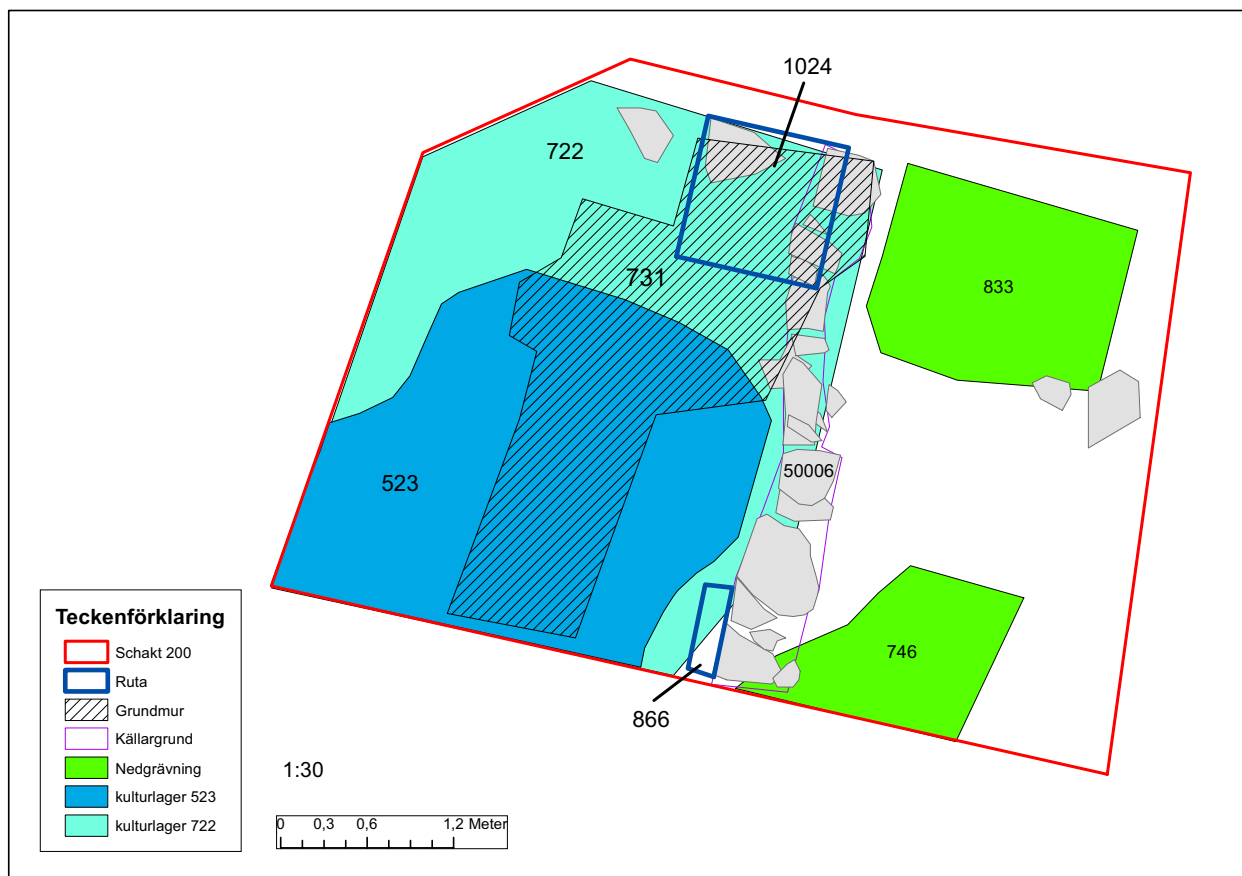 1024
722
731
833
523
50006
746
866
1:30
0 0,3 0,6 1,2 Meter
Teckenförklaring
Schakt 200
Ruta
Grundmur
Källargrund
Nedgrävning
kulturlager 523
kulturlager 722